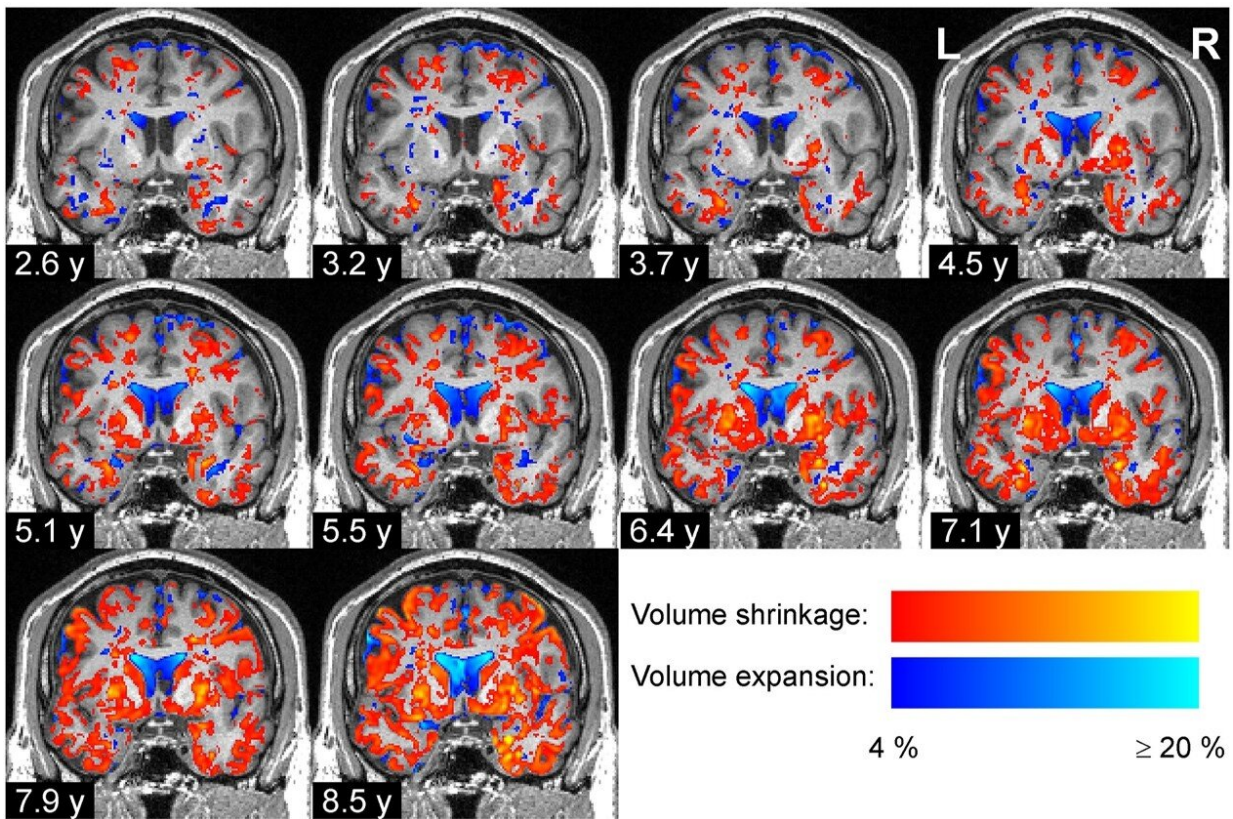 L R
2.6 y 3.2 y 3.7 y 4.5 y
5.1 y 5.5 y 6.4 y 7.1 y
7.9 y 8.5 y
Volume shrinkage:
Volume expansion:
4 % ≥ 20 %